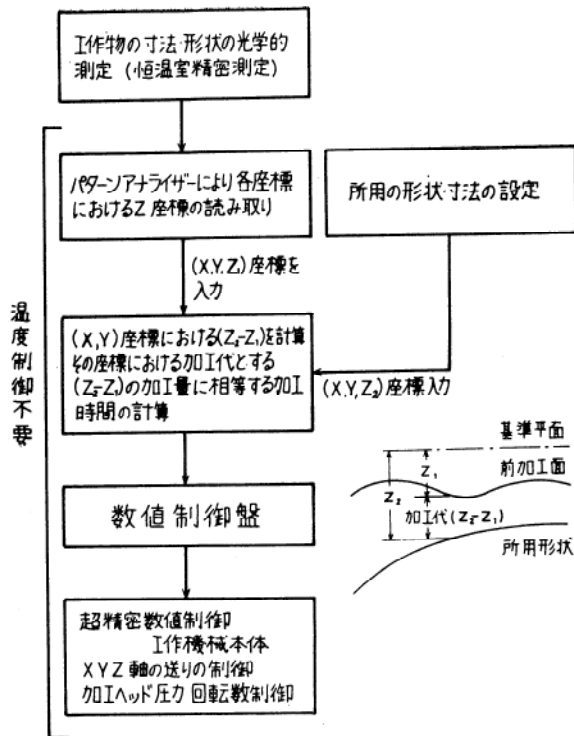 工作物の寸法・形状の光学的
測定（恒温室精密測定）
パターンアナライザーにより各座標
におけるZ座標の読み取り
所用の形状・寸法の設定
(X,Y,Z₁)座標を
入力
(X,Y)座標における(Z₂-Z₁)を計算
その座標における加工代とする
(Z₂-Z₁)の加工量に相等する加工
時間の計算
(X,Y,Z₂)座標入力
温度制御不要
数値制御盤
基準平面
Z₁
前加工面
Z₂
加工代(Z₂-Z₁)
所用形状
超精密数値制御
工作機械本体
XYZ軸の送りの制御
加工ヘッド圧力 回転数制御